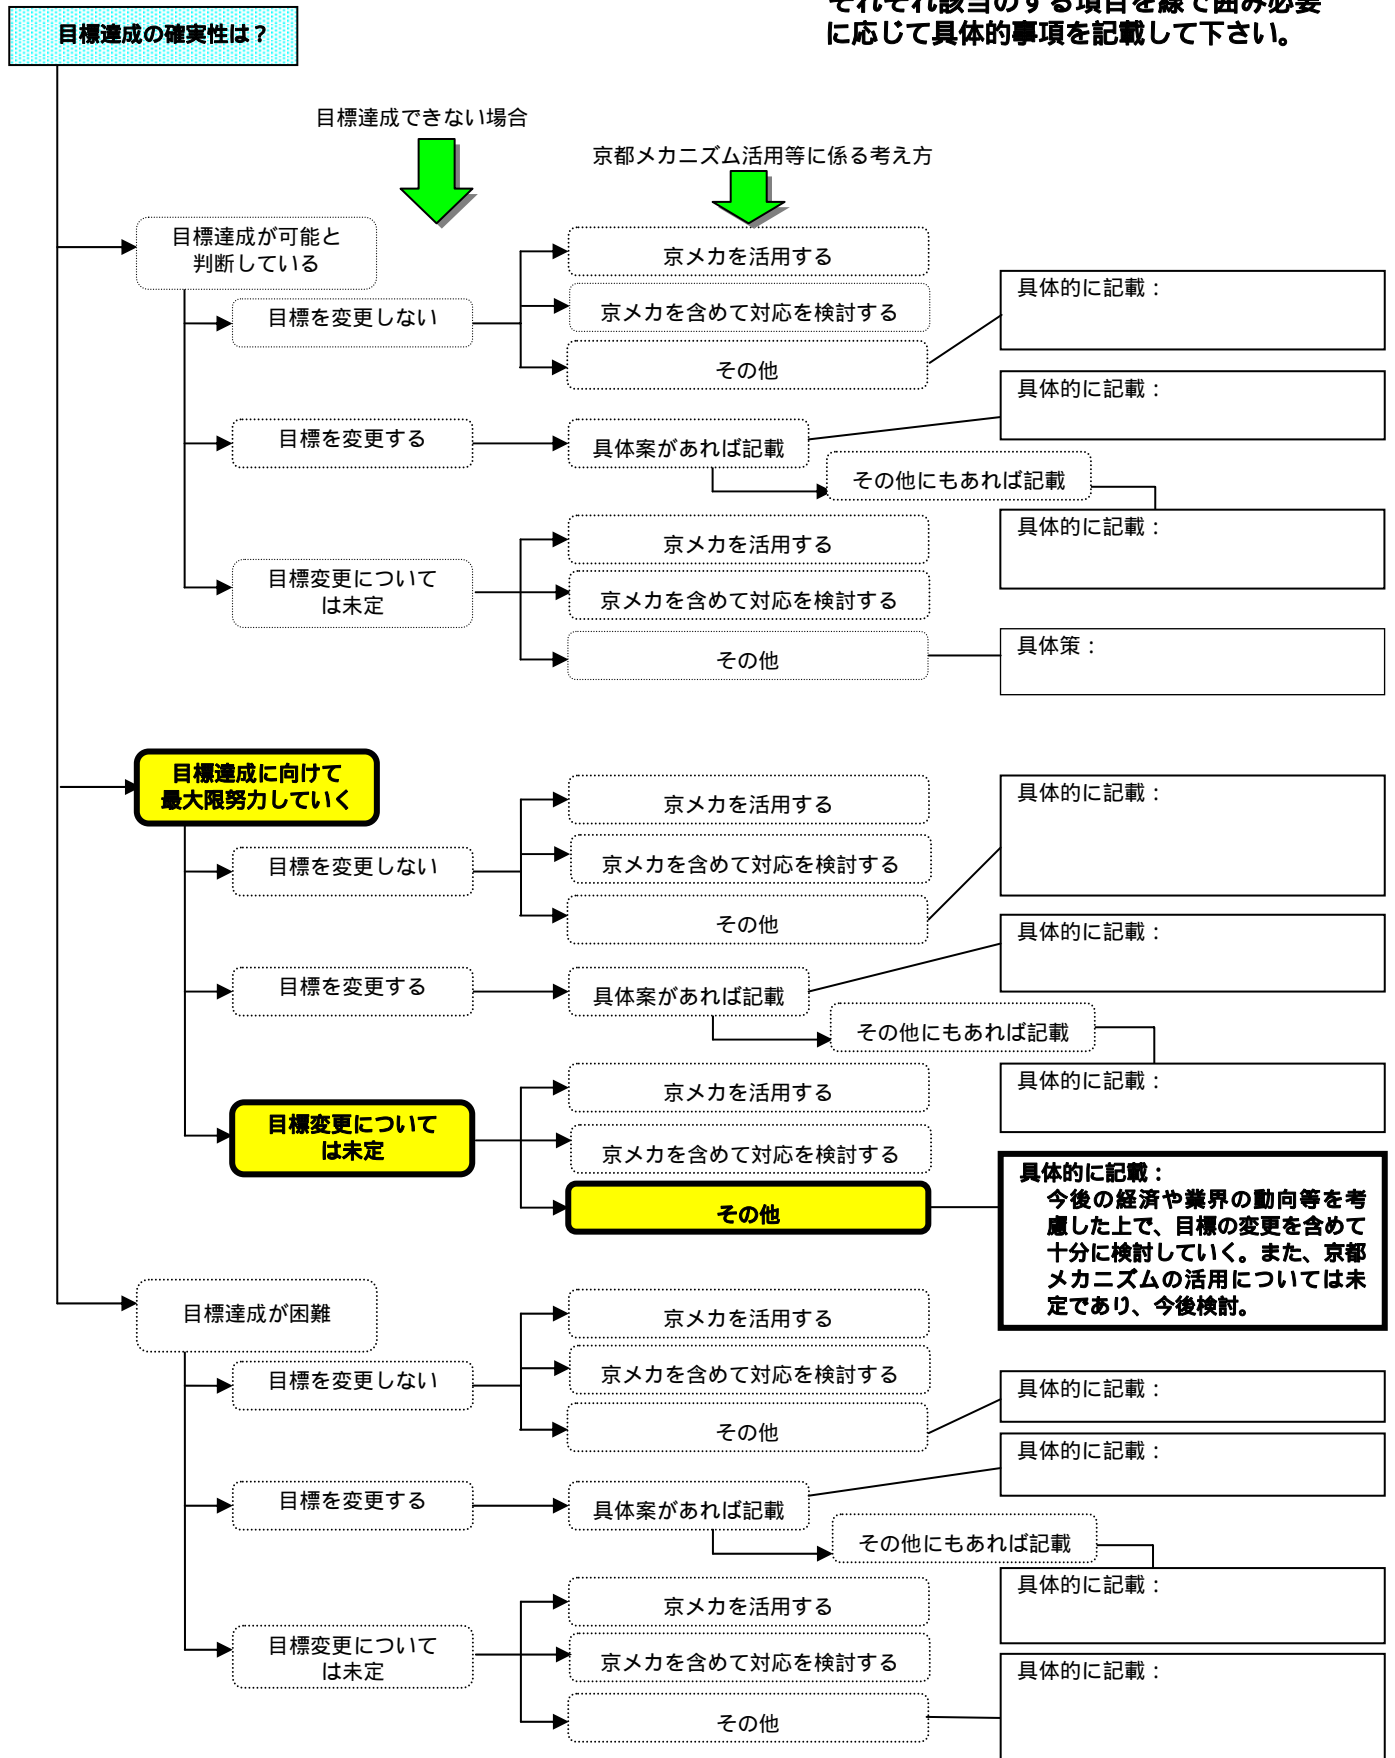 それぞれ該当のする項目を線で囲み必要
に応じて具体的事項を記載して下さい。
目標達成の確実性は？
目標達成できない場合
京都メカニズム活用等に係る考え方
目標達成が可能と
判断している
目標を変更しない
京メカを活用する
京メカを含めて対応を検討する
その他
具体的に記載：
目標を変更する
具体案があれば記載
具体的に記載：
その他にもあれば記載
具体的に記載：
目標変更について
は未定
京メカを活用する
京メカを含めて対応を検討する
その他
具体策：
目標達成に向けて
最大限努力していく
目標を変更しない
京メカを活用する
京メカを含めて対応を検討する
その他
具体的に記載：
目標を変更する
具体案があれば記載
具体的に記載：
その他にもあれば記載
具体的に記載：
目標変更について
は未定
京メカを活用する
京メカを含めて対応を検討する
その他
具体的に記載：
今後の経済や業界の動向等を考
慮した上で、目標の変更を含めて
十分に検討していく。また、京都
メカニズムの活用については未
定であり、今後検討。
目標達成が困難
目標を変更しない
京メカを活用する
京メカを含めて対応を検討する
その他
具体的に記載：
目標を変更する
具体案があれば記載
具体的に記載：
その他にもあれば記載
具体的に記載：
目標変更について
は未定
京メカを活用する
京メカを含めて対応を検討する
その他
具体的に記載：